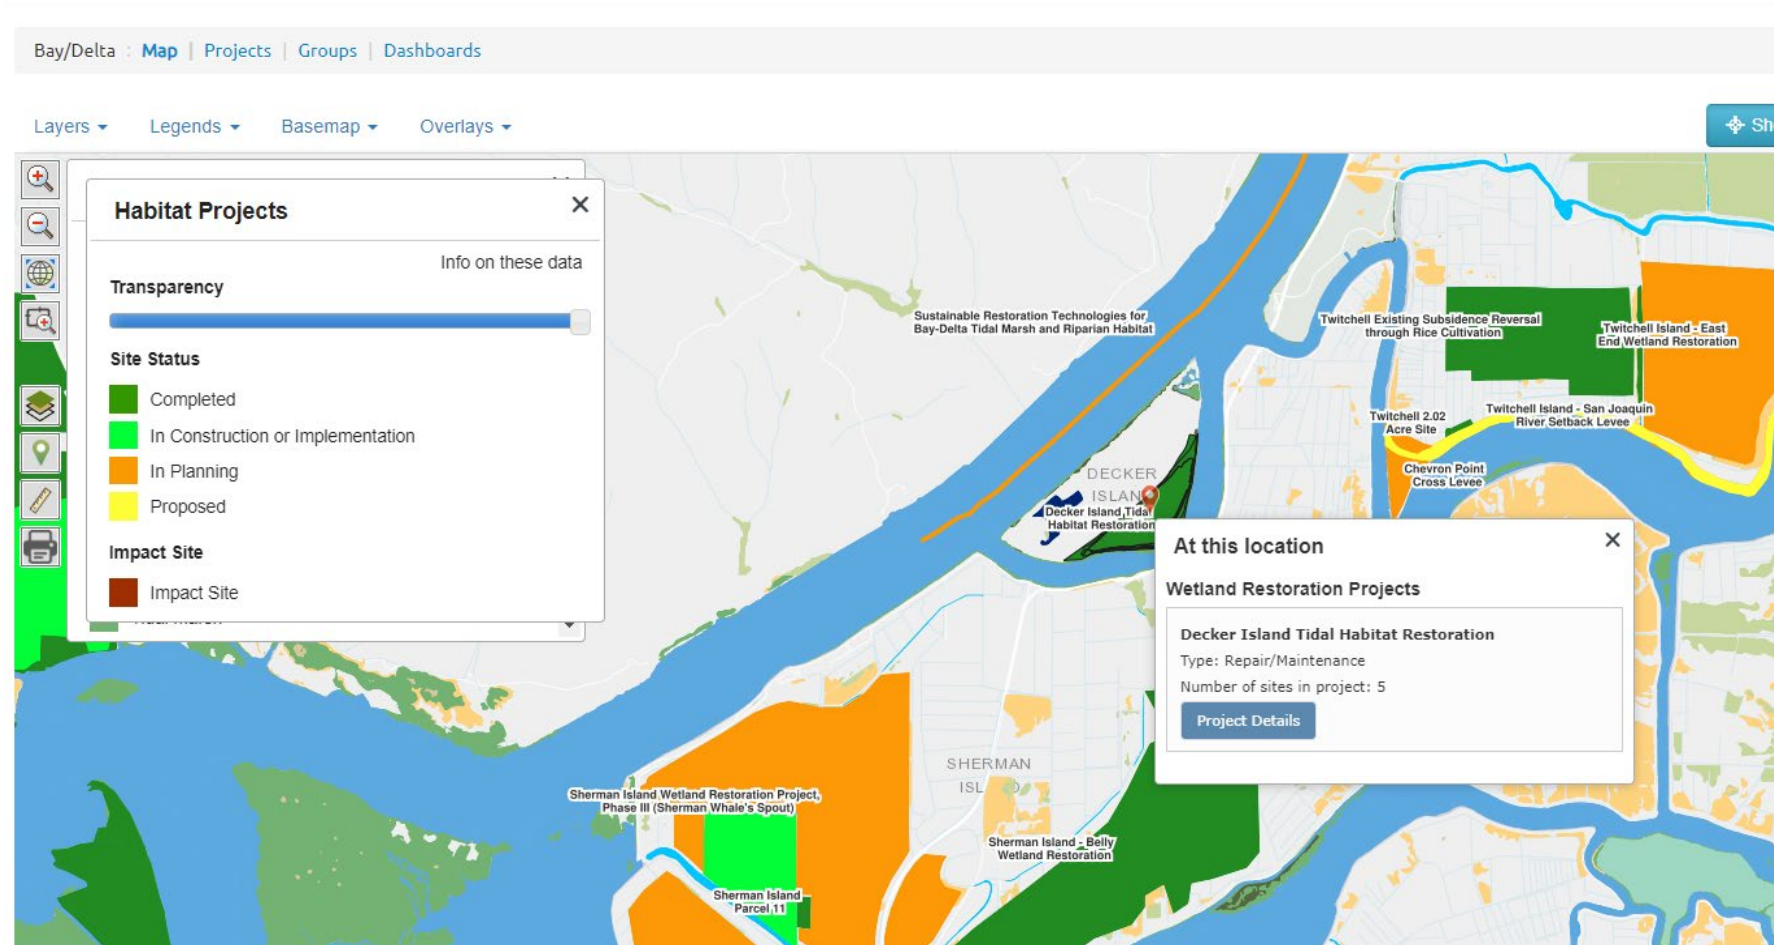 Bay/Delta : Map | Projects | Groups | Dashboards
Layers Legends Basemap Overlays
Habitat Projects
Info on these data
Transparency
Site Status
Completed
In Construction or Implementation
In Planning
Proposed
Impact Site
Impact Site
Sustainable Restoration Technologies for
Bay-Delta Tidal Marsh and Riparian Habitat
Twitchell Existing Subsidence Reversal
through Rice Cultivation
Twitchell Island - East
End Wetland Restoration
Twitchell 2.02
Acre Site
Twitchell Island - San Joaquin
River Setback Levee
Chevron Point
Cross Levee
DECKER
ISLAN
Decker Island Tidal
Habitat Restoration
At this location
Wetland Restoration Projects
Decker Island Tidal Habitat Restoration
Type: Repair/Maintenance
Number of sites in project: 5
Project Details
SHERMAN
ISL D
Sherman Island Wetland Restoration Project,
Phase III (Sherman Whale's Spout)
Sherman Island - Belly
Wetland Restoration
Sherman Island
Parcel 11